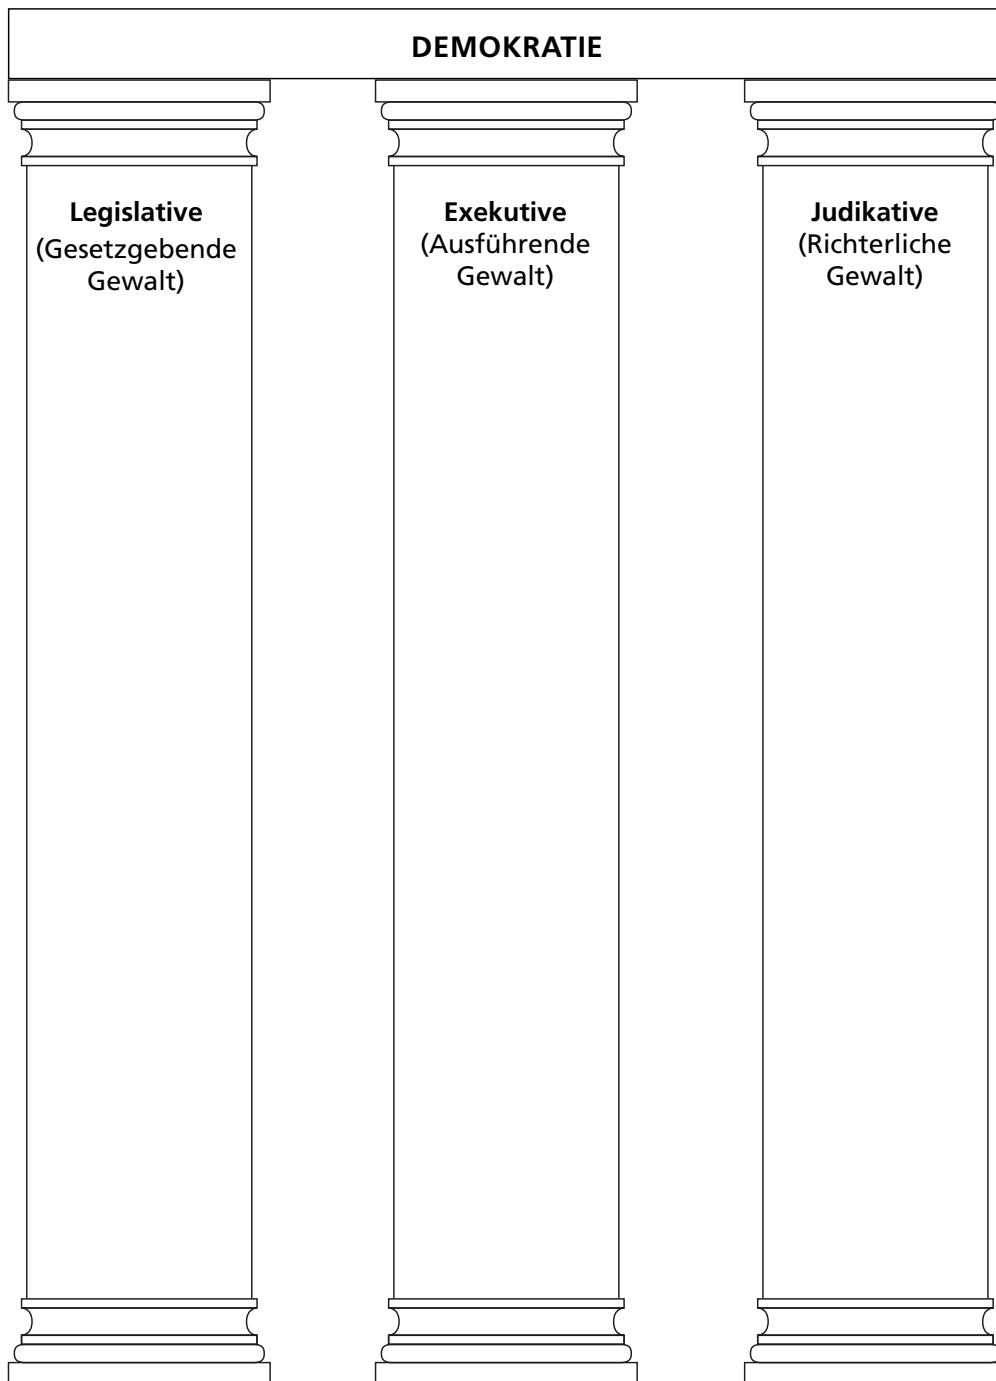 DEMOKRATIE
Legislative
(Gesetzgebende
Gewalt)
Exekutive
(Ausführende
Gewalt)
Judikative
(Richterliche
Gewalt)